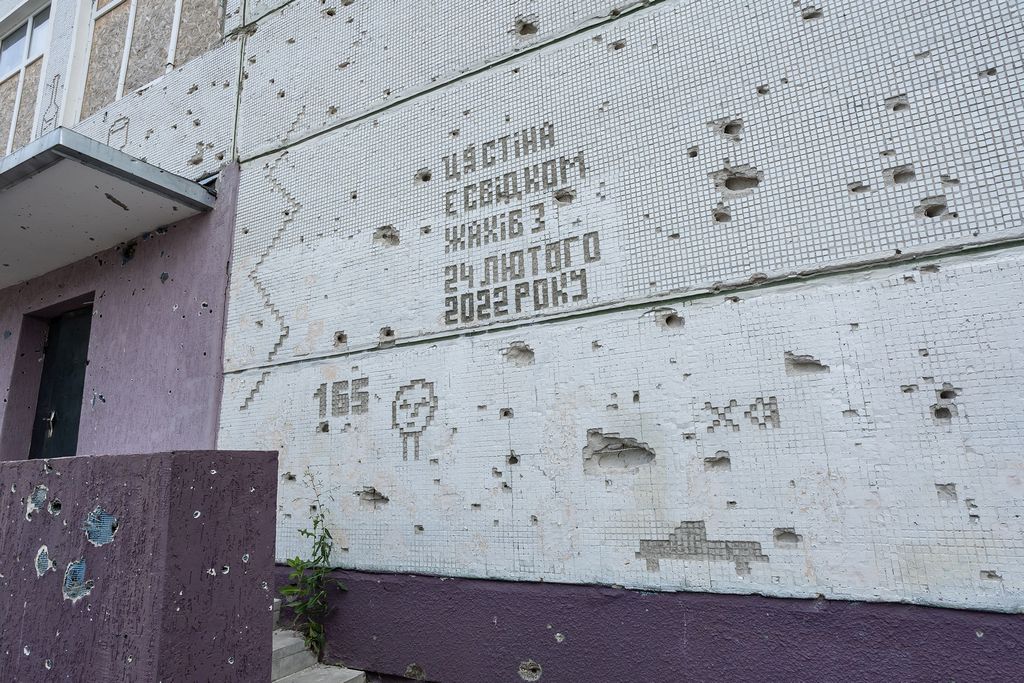 ЦЯ СТІНА
Є СВІДКОМ
ЖАХІВ З
24 ЛЮТОГО
2022 РОКУ
165